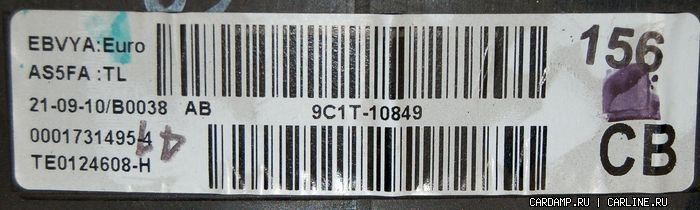 EBVYA:Euro
AS5FA :TL
21-09-10/B0038 AB
0001731495-4
TE0124608-H
9C1T-10849
156
CB
CARDAMP.RU | CARLINE.RU